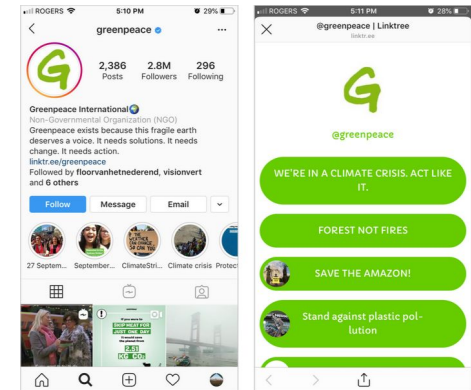 ROGERS 5:10 PM 29%
greenpeace
2,386 2.8M 296
Posts Followers Following
Greenpeace International
Non-Governmental Organization (NGO)
Greenpeace exists because this fragile earth
deserves a voice. It needs solutions. It needs
change. It needs action.
linktr.ee/greenpeace
Followed by floorvanhetnederend, visionvert
and 6 others
Follow Message Email
27 Septem... September... ClimateStri... Climate crisis Protec
SKIP MEAT FOR
JUST ONE DAY
2.51
KG CO₂
ROGERS 5:11 PM 28%
@greenpeace | Linktree
linktr.ee
G
@greenpeace
WE'RE IN A CLIMATE CRISIS. ACT LIKE
IT.
FOREST NOT FIRES
SAVE THE AMAZON!
Stand against plastic pol-
lution